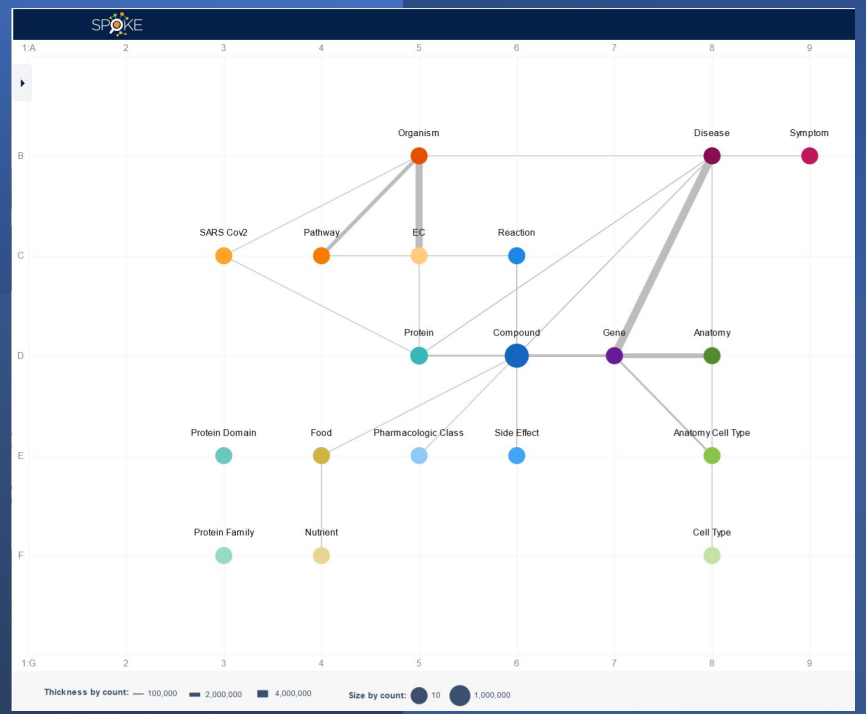 SPOKE
1:A 2 3 4 5 6 7 8 9
Organism Disease Symptom
B
SARS Cov2 Pathway EC Reaction
C
Protein Compound Gene Anatomy
D
Protein Domain Food Pharmacologic Class Side Effect Anatomy Cell Type
E
Protein Family Nutrient Cell Type
F
1:G 2 3 4 5 6 7 8 9
Thickness by count: 100,000 2,000,000 4,000,000 Size by count: 10 1,000,000